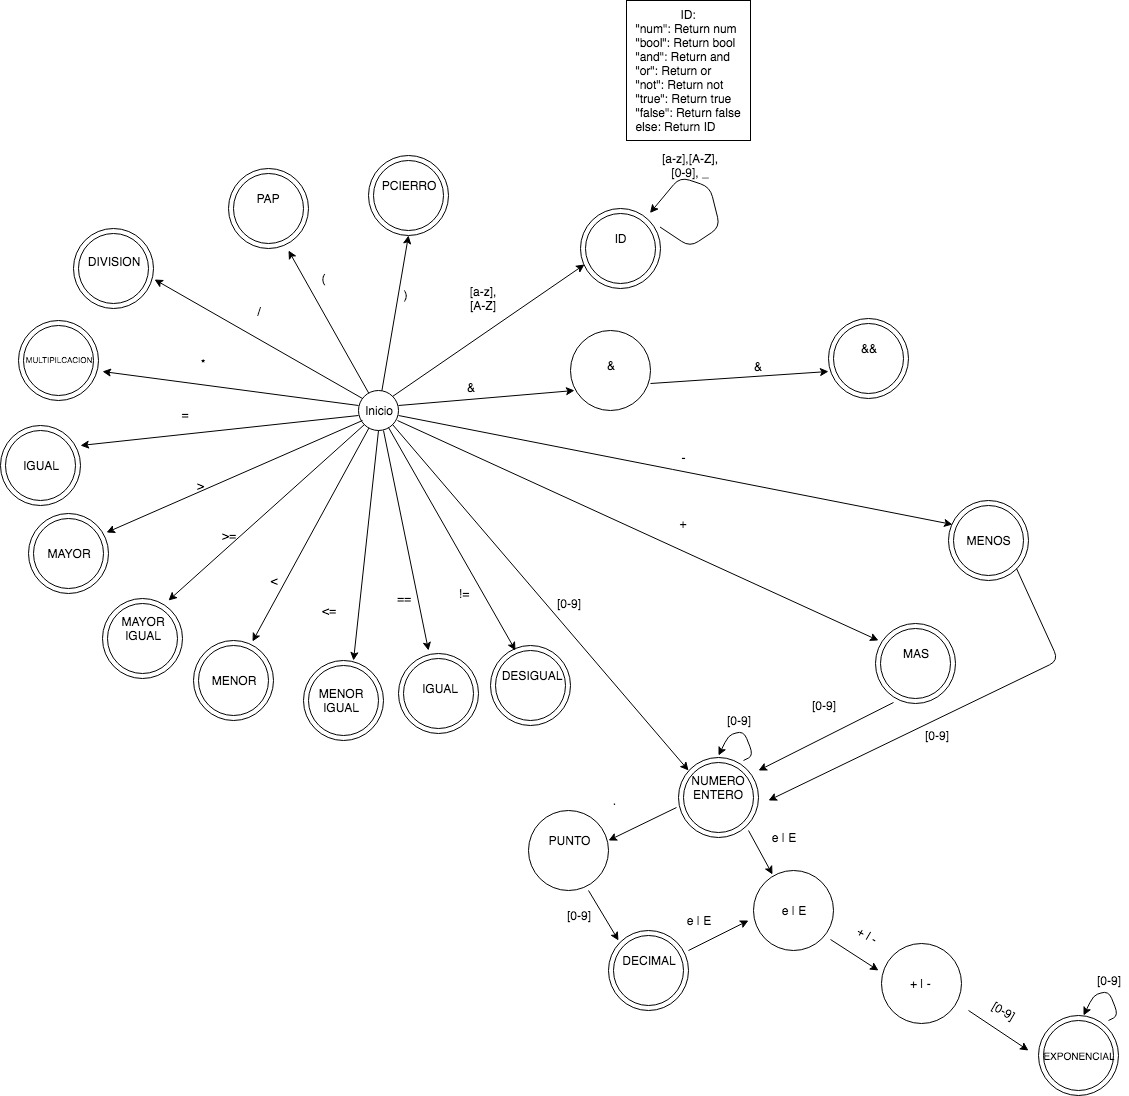 ID:
"num": Return num
"bool": Return bool
"and": Return and
"or": Return or
"not": Return not
"true": Return true
"false": Return false
else: Return ID
[a-z],[A-Z],
[0-9], _
PCIERRO
PAP
ID
DIVISION
(
)
[a-z],
[A-Z]
/
&&
MULTIPILCACION
*
&
&
&
Inicio
=
IGUAL
-
>
+
>=
MENOS
MAYOR
<
<=
==
!=
[0-9]
MAYOR
IGUAL
MAS
MENOR
MENOR
IGUAL
IGUAL
DESIGUAL
[0-9]
[0-9]
[0-9]
NUMERO
ENTERO
.
PUNTO
e | E
[0-9]
e | E
e | E
+ | -
DECIMAL
+ | -
[0-9]
[0-9]
EXPONENCIAL